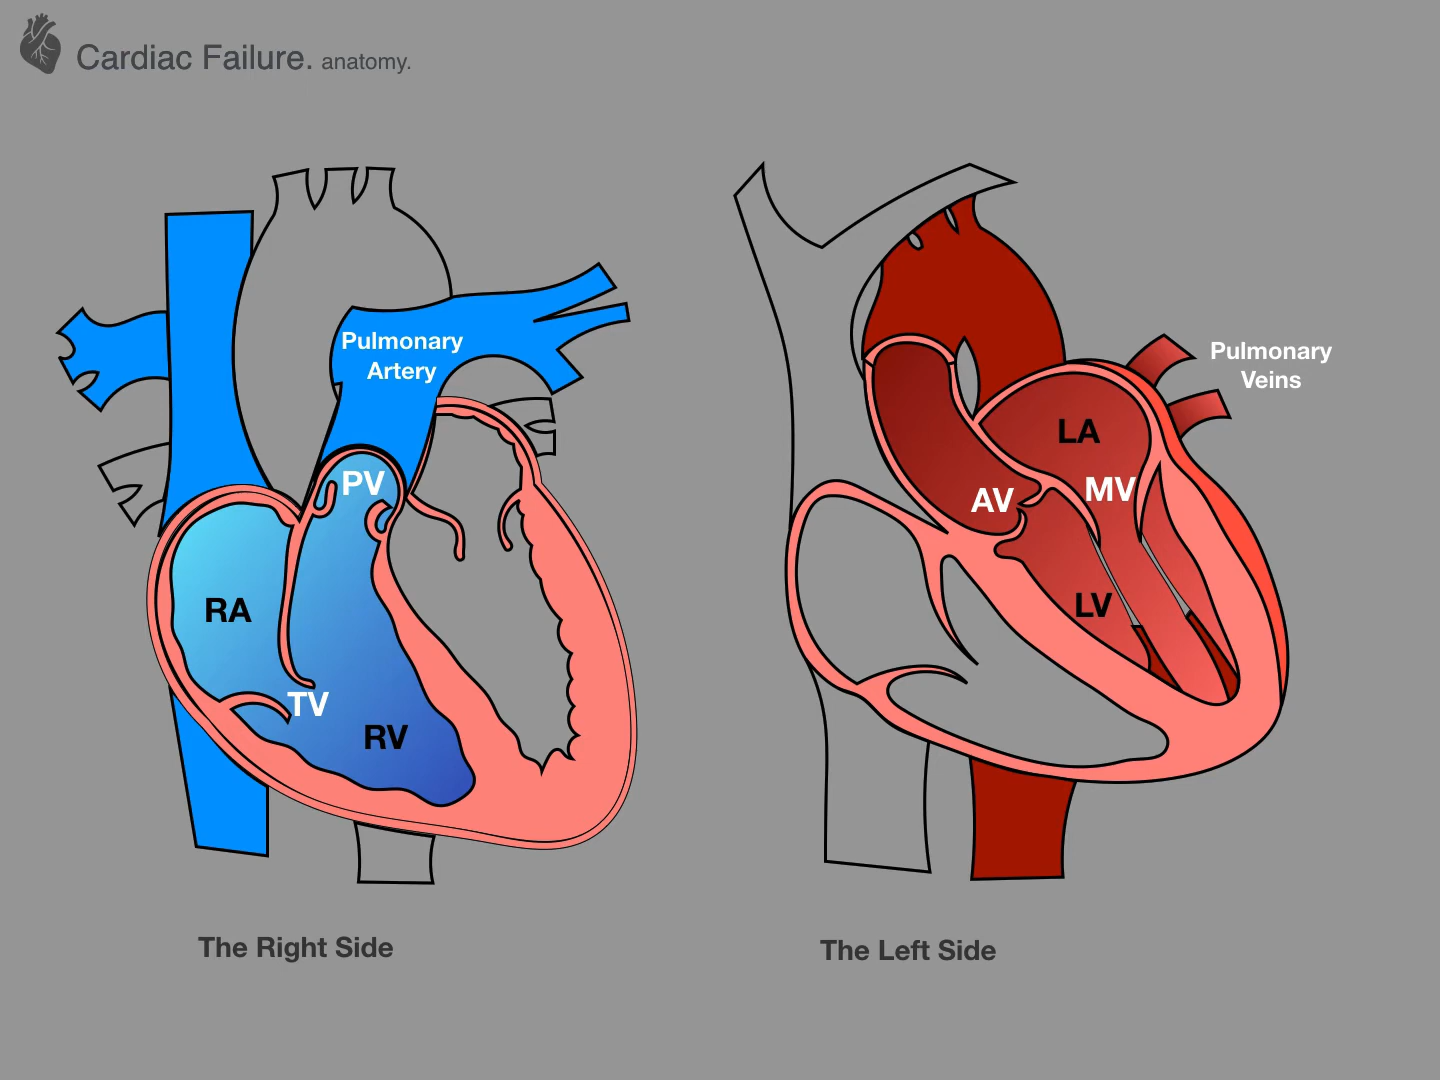 Cardiac Failure. anatomy.
Pulmonary
Artery
PV
RA
TV
RV
Pulmonary
Veins
LA
MV
AV
LV
The Right Side
The Left Side